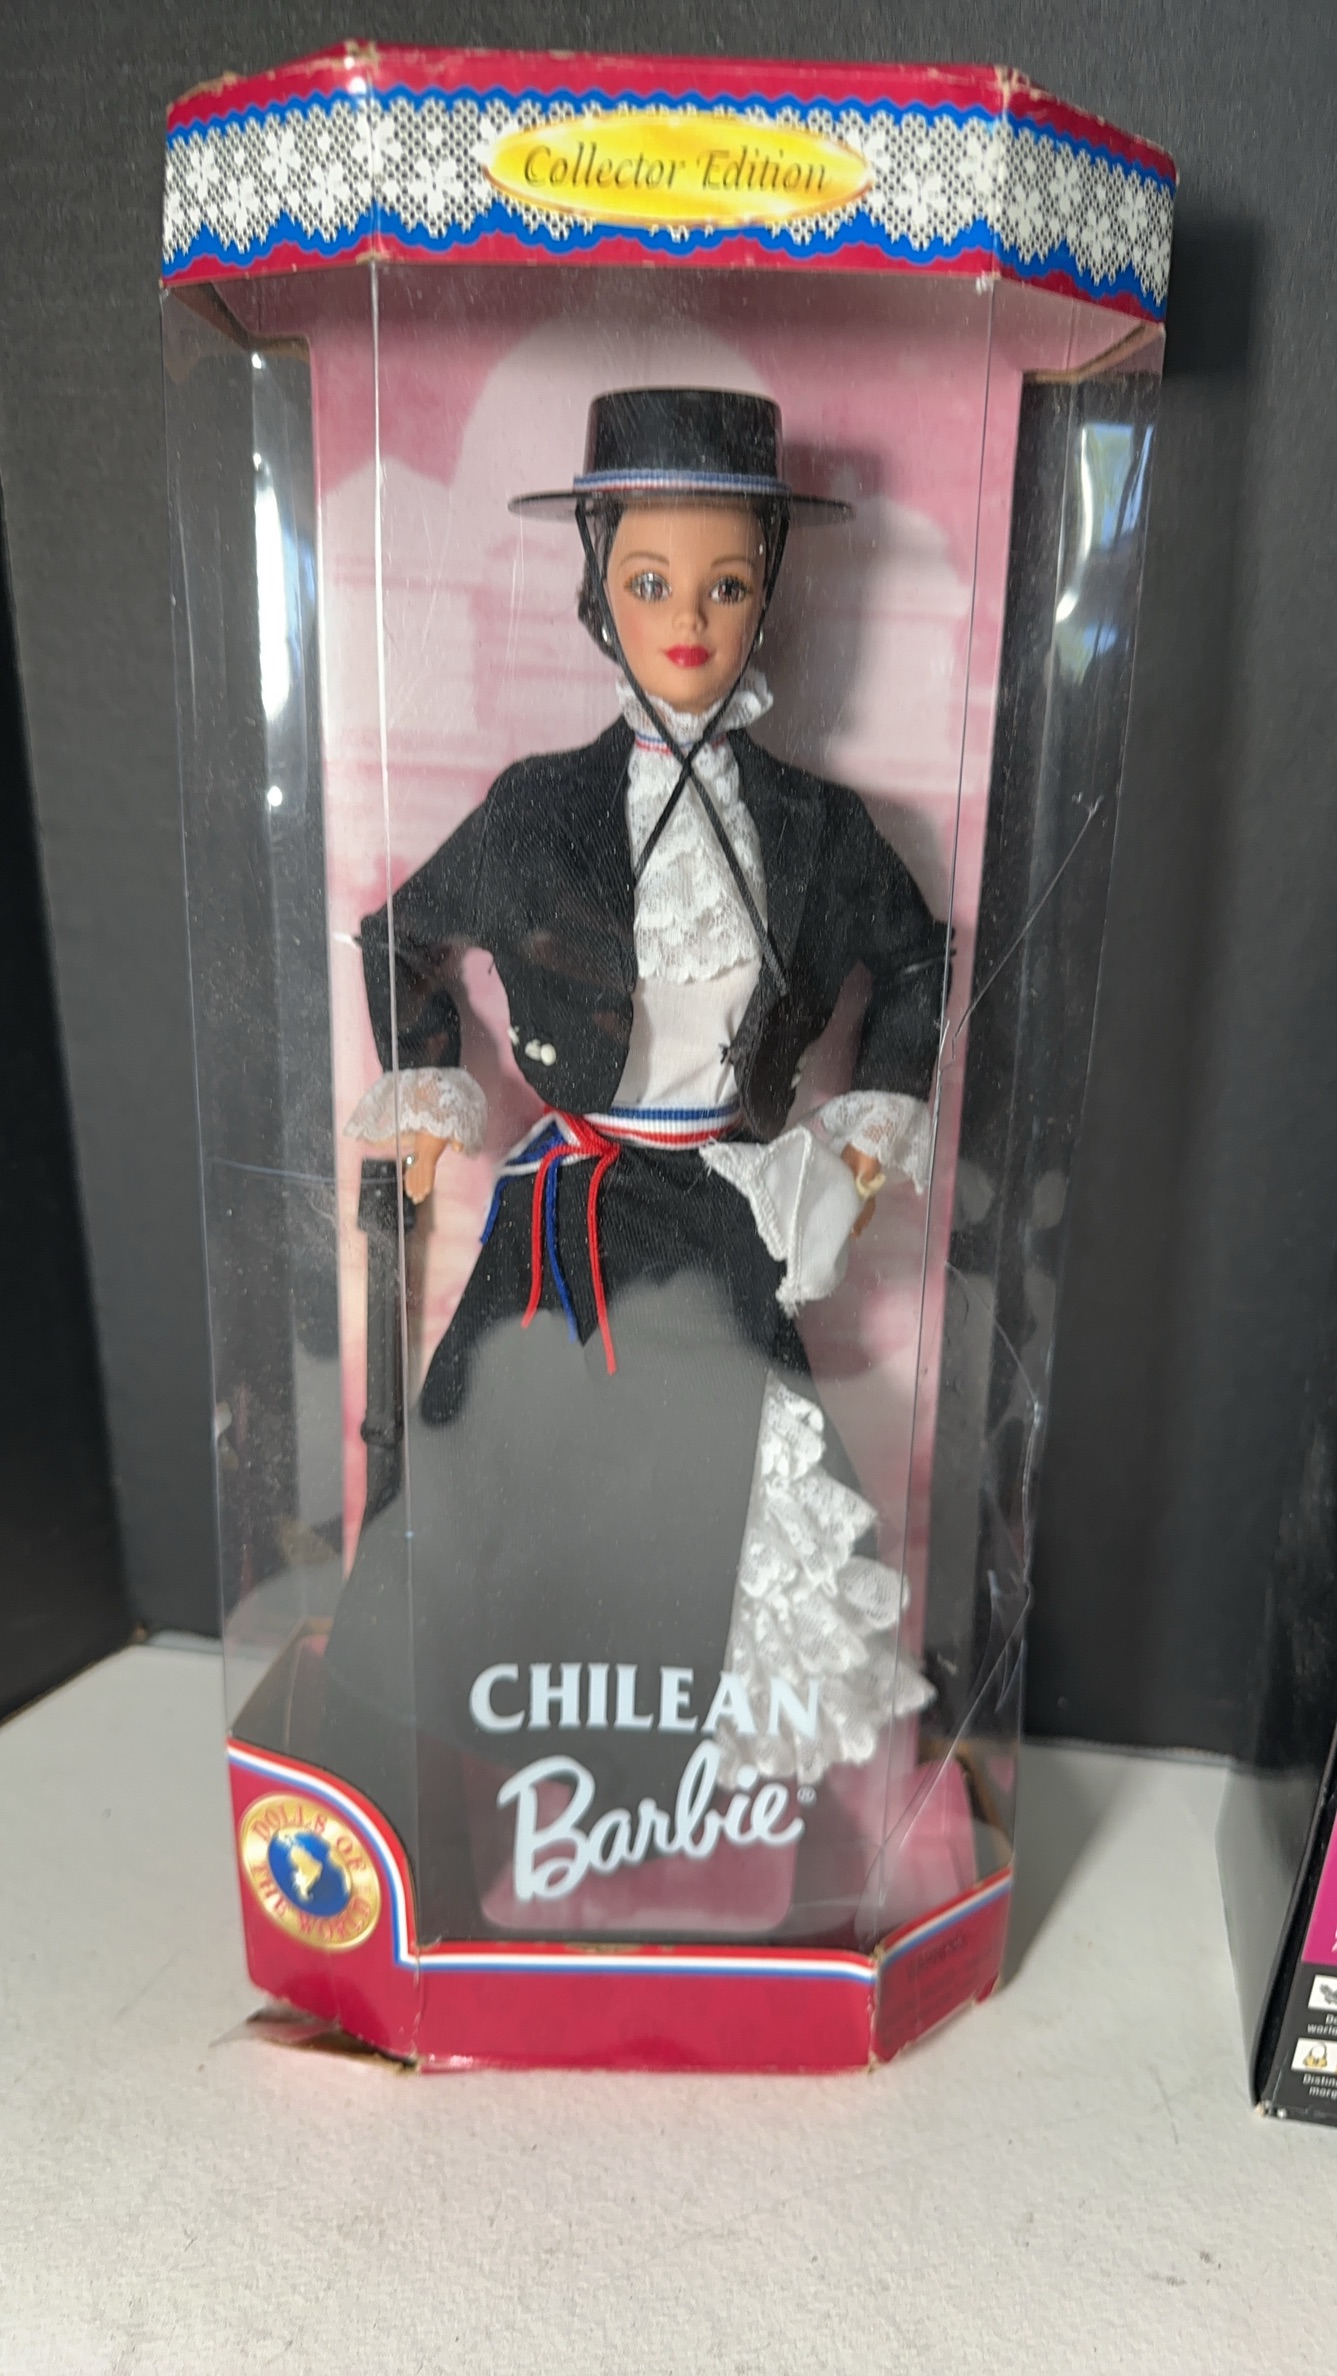 Collector Edition
CHILEAN
Barbie®
DOLLS OF
THE WORLD